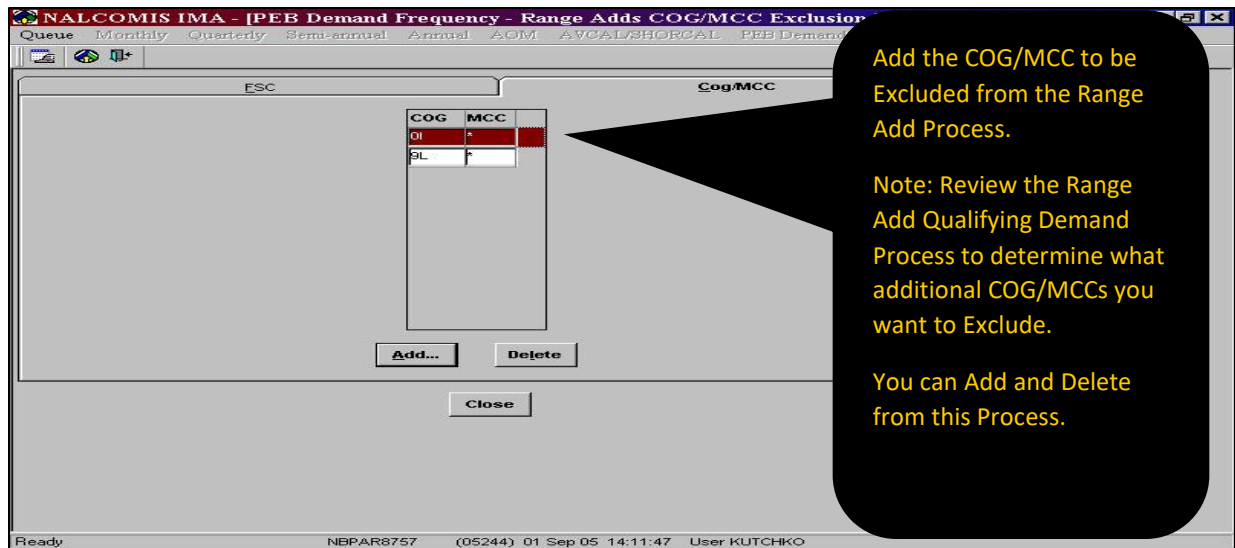 NALCOMIS IMA - [PEB Demand Frequency - Range Adds COG/MCC Exclusion
Queue Monthly Quarterly Semi-annual Annual AOM AVCAL/SHORCAL PEB Demand
FSC
Cog/MCC
COG MCC
0I *
9L *
Add... Delete
Close
Add the COG/MCC to be
Excluded from the Range
Add Process.
Note: Review the Range
Add Qualifying Demand
Process to determine what
additional COG/MCCs you
want to Exclude.
You can Add and Delete
from this Process.
Ready NBPAR8757 (05244) 01 Sep 05 14:11:47 User KUTCHKO